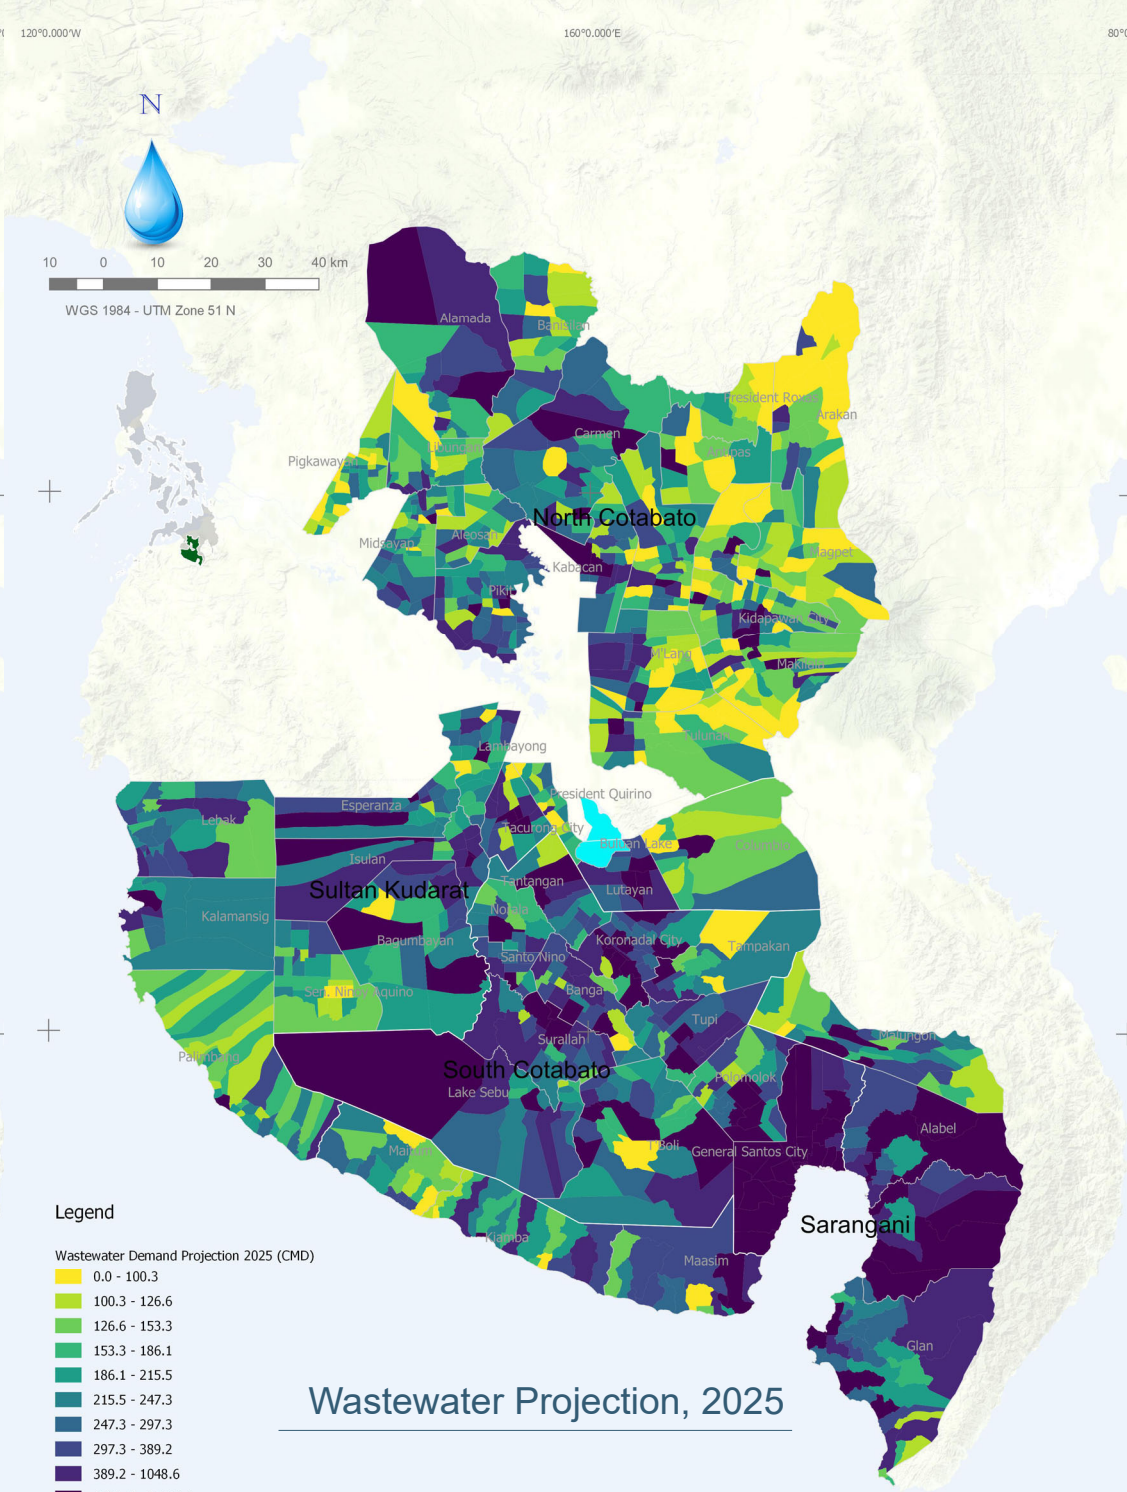 120°0.000'W
160°0.000'E
80°0
N
10 0 10 20 30 40 km
WGS 1984 - UTM Zone 51 N
Alamada
Banisilan
President Roxas
Arakan
Carmen
Libungan
Antipas
Pigkawayan
North Cotabato
Aleosan
Midsayap
Magpet
Kabacan
Pikit
Kidapawan City
M'Lang
Makilala
Tulunan
Lambayong
President Quirino
Esperanza
Lebak
Tacurong City
Buluan Lake
Columbio
Isulan
Tantangan
Sultan Kudarat
Lutayan
Norala
Kalamansig
Bagumbayan
Koronadal City
Tampakan
Santo Nino
Sen. Ninoy Aquino
Banga
Tupi
Surallah
Malungon
Palimbang
South Cotabato
Polomolok
Lake Sebu
Alabel
T'Boli
Maitum
General Santos City
Sarangani
Kiamba
Maasim
Glan
Legend
Wastewater Demand Projection 2025 (CMD)
0.0 - 100.3
100.3 - 126.6
126.6 - 153.3
153.3 - 186.1
186.1 - 215.5
215.5 - 247.3
247.3 - 297.3
297.3 - 389.2
389.2 - 1048.6
Wastewater Projection, 2025